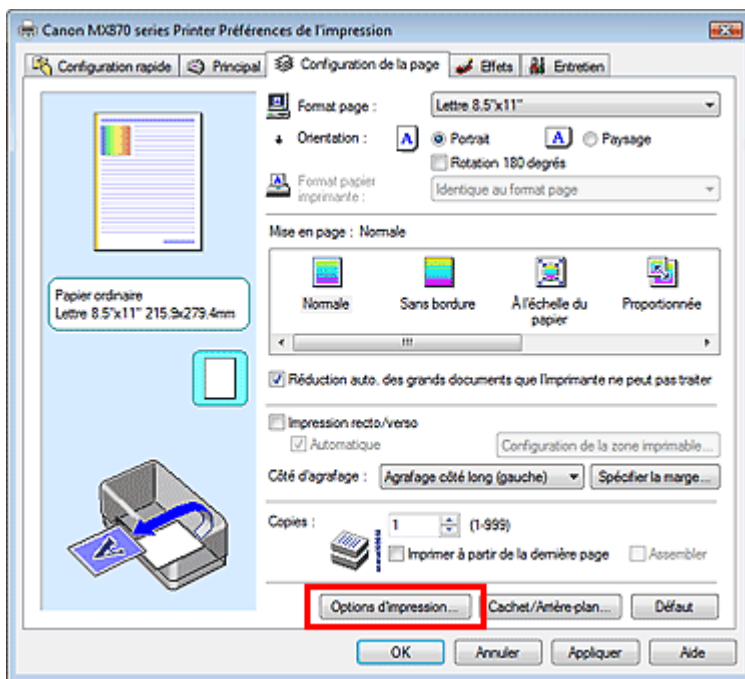 Canon MX870 series Printer Préférences de l'impression
Configuration rapide Principal Configuration de la page Effets Entretien
Format page : Lettre 8.5"x11"
Orientation : A Portrait A Paysage
Rotation 180 degrés
Format papier imprimante : Identique au format page
Mise en page : Normale
Normale Sans bordure À l'échelle du papier Proportionnée
Papier ordinaire
Lettre 8.5"x11" 215.9x279.4mm
Réduction auto. des grands documents que l'imprimante ne peut pas traiter
Impression recto/verso
Automatique Configuration de la zone imprimable...
Côté d'agrafage : Agrafage côté long (gauche) Spécifier la marge...
Copies : 1 (1-999)
Imprimer à partir de la dernière page Assembler
Options d'impression... Cachet/Arrière-plan... Défaut
OK Annuler Appliquer Aide